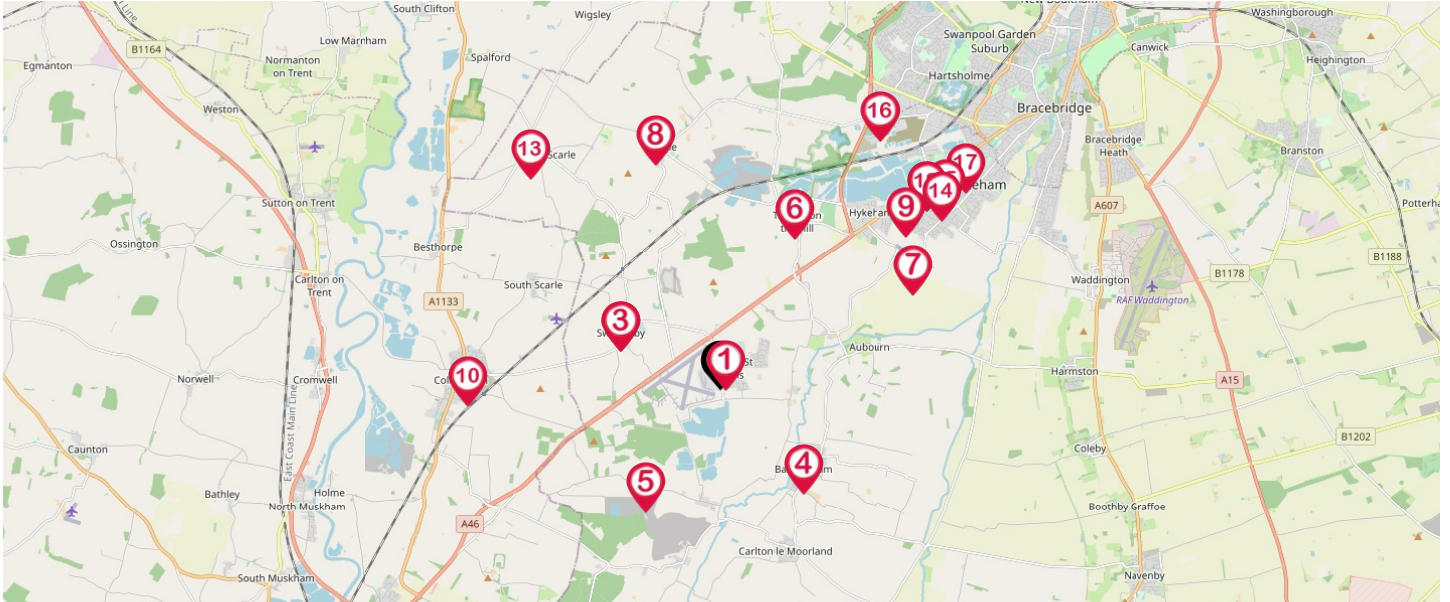 South Clifton
Wigsley
New Boultham
Washingborough
Line
Low Marnham
Swanpool Garden
Suburb
B1164
Canwick
Normanton
on Trent
Spalford
Heighington
Egmanton
Hartsholme
Weston
16
Bracebridge
8
Bracebridge
Heath
Branston
13
Scarle
17
14
Sutton on Trent
6
9
Hykeham
A607
Ossington
Besthorpe
7
B1188
Carlton on
Trent
South Scarle
Waddington
B1178
A1133
RAF Waddington
3
Aubourn
1
St
Norwell
Cromwell
10
Harmston
A15
East Coast Main Line
B1202
Caunton
4
Coleby
5
Bathley
Holme
North Muskham
Boothby Graffoe
A46
Carlton le Moorland
South Muskham
Navenby